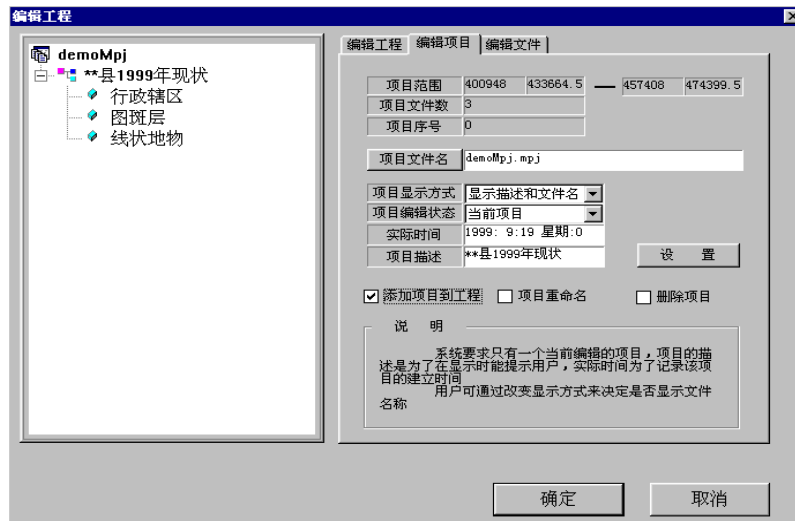 编辑工程
demoMpj
**县1999年现状
行政辖区
图斑层
线状地物
编辑工程 编辑项目 编辑文件
项目范围 400948 433664.5 — 457408 474399.5
项目文件数 3
项目序号 0
项目文件名 demoMpj.mpj
项目显示方式 显示描述和文件名
项目编辑状态 当前项目
实际时间 1999: 9:19 星期:0
项目描述 **县1999年现状
设 置
添加项目到工程 项目重命名 删除项目
说 明
系统要求只有一个当前编辑的项目，项目的描
述是为了在显示时能提示用户，实际时间为了记录该项
目的建立时间
用户可通过改变显示方式来决定是否显示文件
名称
确定 取消